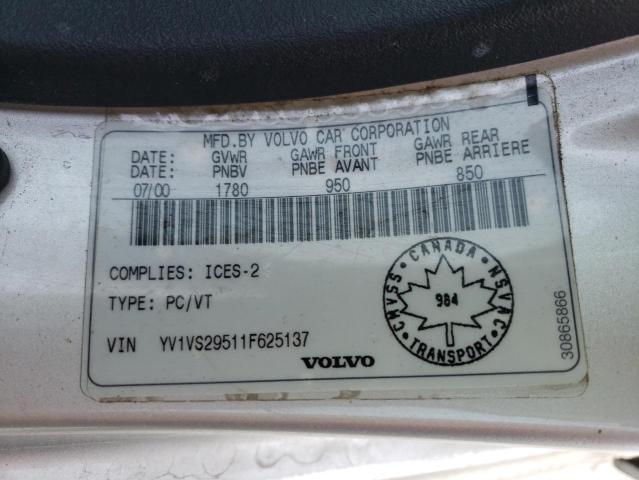 MFD.BY VOLVO CAR CORPORATION
DATE: GVWR GAWR FRONT GAWR REAR
DATE: PNBV PNBE AVANT PNBE ARRIERE
07/00 1780 950 850
COMPLIES: ICES-2
TYPE: PC/VT
VIN YV1VS29511F625137
VOLVO
CANADA
CMVSS NSVAC
984
TRANSPORT
30865866